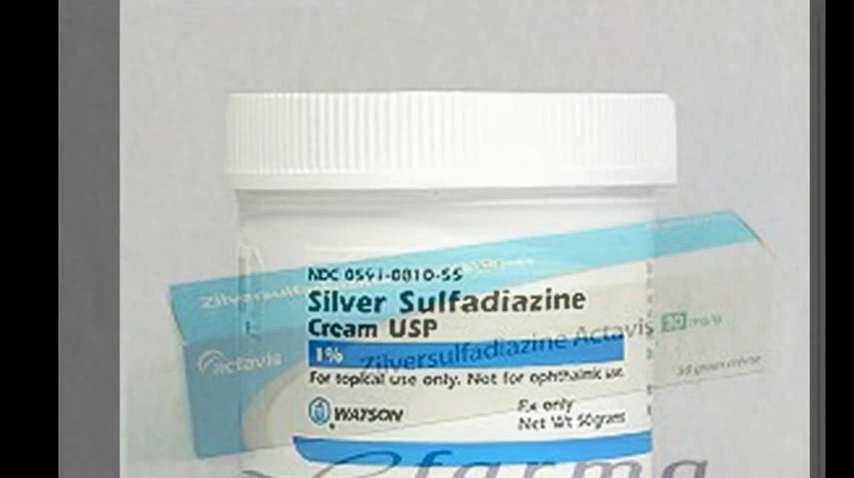 NDC 0591-0810-55
Silver Sulfadiazine
Cream USP
1%
For topical use only. Not for ophthalmic use.
WATSON
Rx only
Net Wt 50grams
actavis
Zilversulfadiazine Actavis
farma